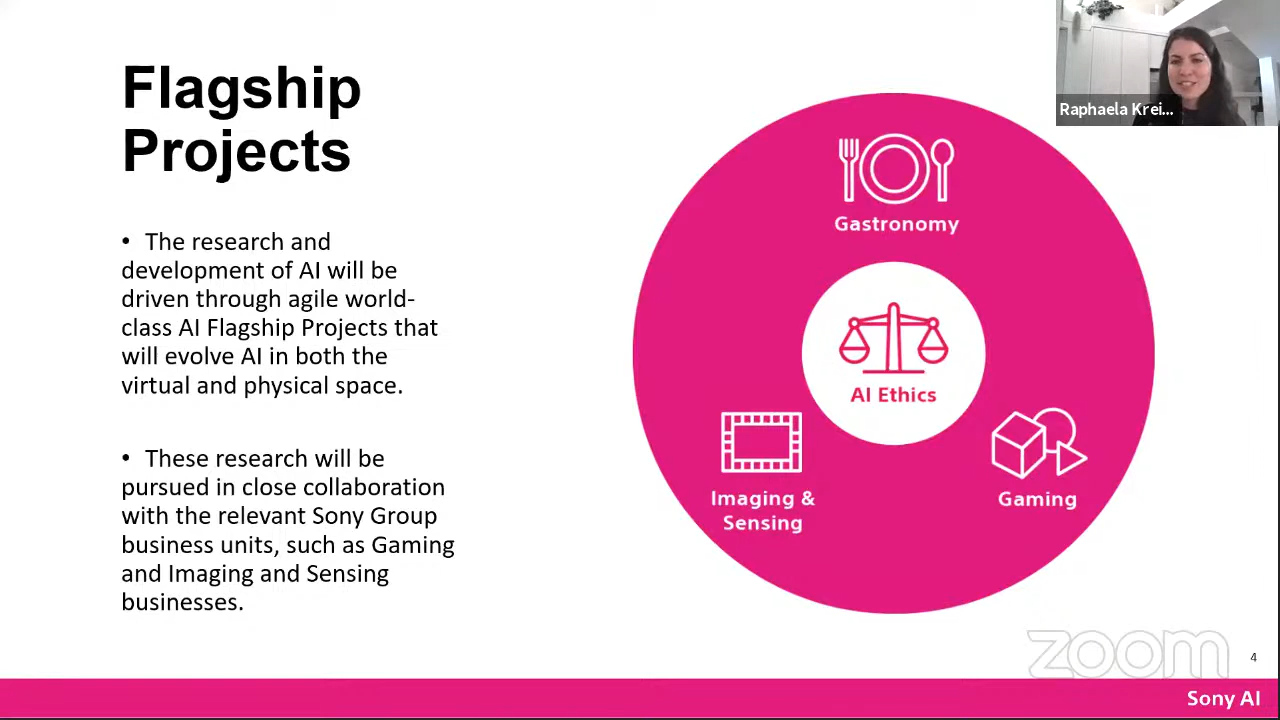 Flagship
Projects
• The research and
development of AI will be
driven through agile world-
class AI Flagship Projects that
will evolve AI in both the
virtual and physical space.
• These research will be
pursued in close collaboration
with the relevant Sony Group
business units, such as Gaming
and Imaging and Sensing
businesses.
Gastronomy
AI Ethics
Imaging &
Sensing
Gaming
Raphaela Krei...
zoom
4
Sony AI